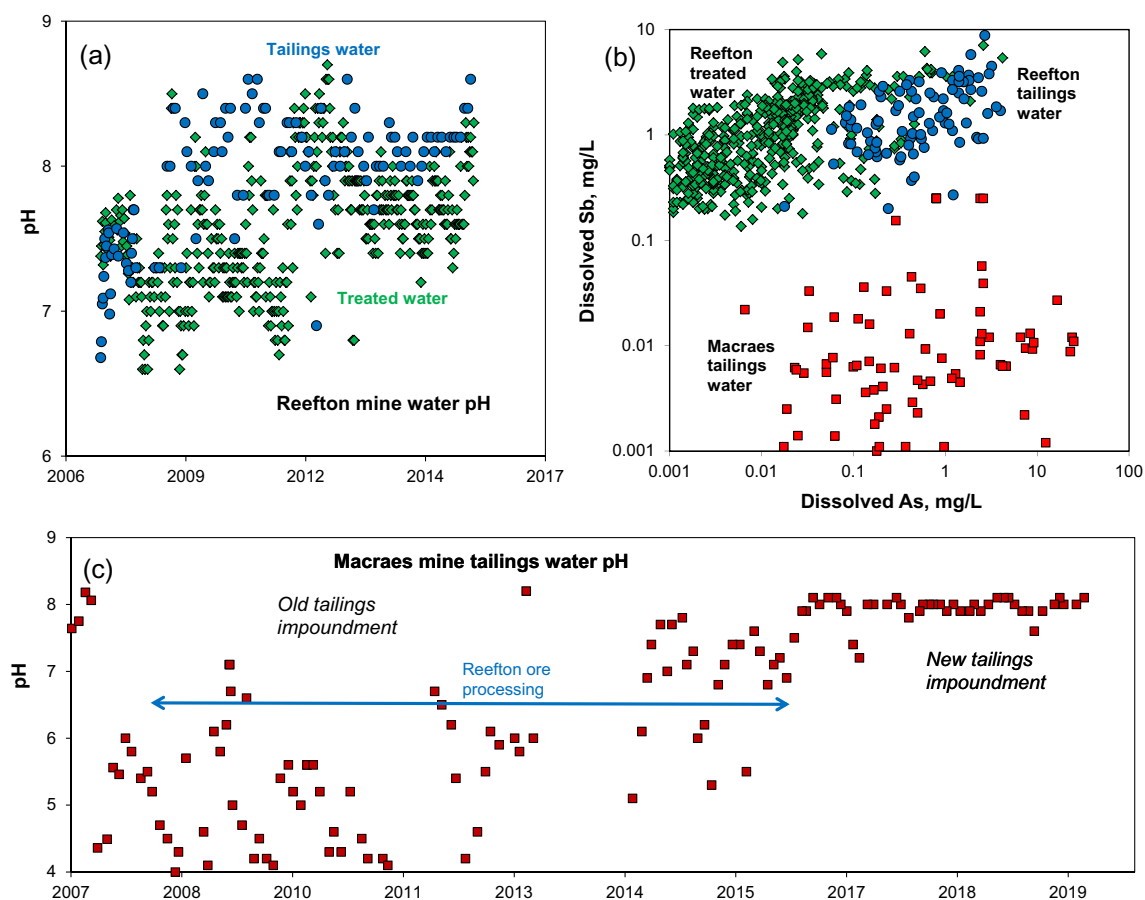 (a)
Tailings water
Treated water
Reefton mine water pH
pH
9
8
7
6
2006
2009
2010
2012
2014
2017
(b)
Reefton
treated
water
Reefton
tailings
water
Macraes
tailings
water
Dissolved Sb, mg/L
10
1
0.1
0.01
0.001
0.001
0.01
0.1
1
10
100
Dissolved As, mg/L
(c)
Macraes mine tailings water pH
Old tailings
impoundment
Reefton ore
processing
New tailings
impoundment
pH
9
8
7
6
5
4
2007
2008
2010
2011
2013
2014
2015
2017
2018
2019